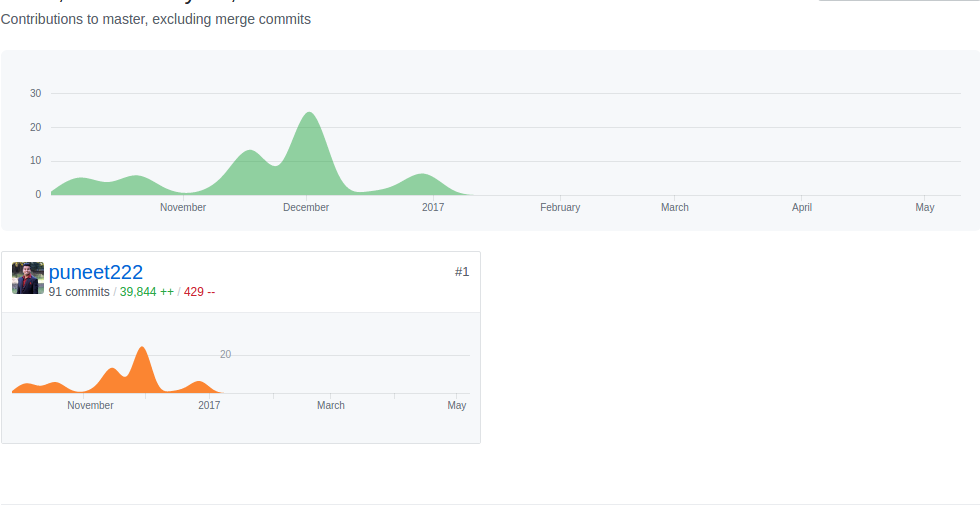 Contributions to master, excluding merge commits
30
20
10
0
November December 2017 February March April May
puneet222 #1
91 commits / 39,844 ++ / 429 --
20
November 2017 March May